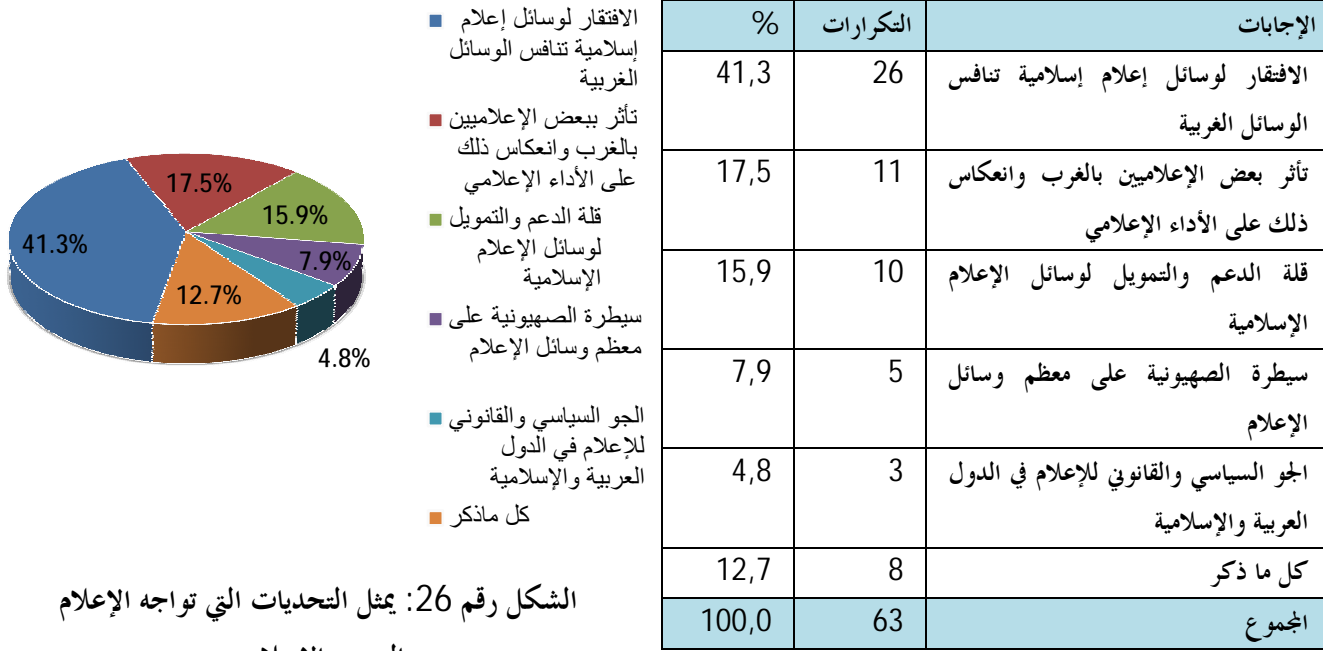 الإجابات التكرارات %
الافتقار لوسائل إعلام إسلامية تنافس 26 41,3
الوسائل الغربية
تأثر بعض الإعلاميين بالغرب وانعكاس 11 17,5
ذلك على الأداء الإعلامي
قلة الدعم والتمويل لوسائل الإعلام 10 15,9
الإسلامية
سيطرة الصهيونية على معظم وسائل 5 7,9
الإعلام
الجو السياسي والقانوني للإعلام في الدول 3 4,8
العربية والإسلامية
كل ما ذكر 8 12,7
المجموع 63 100,0
الافتقار لوسائل إعلام
إسلامية تنافس الوسائل
الغربية
تأثر ببعض الإعلاميين
بالغرب وانعكاس ذلك
على الأداء الإعلامي
قلة الدعم والتمويل
لوسائل الإعلام
الإسلامية
سيطرة الصهيونية على
معظم وسائل الإعلام
الجو السياسي والقانوني
للإعلام في الدول
العربية والإسلامية
كل ماذكر
17.5%
15.9%
41.3%
7.9%
12.7%
4.8%
الشكل رقم 26: يمثل التحديات التي تواجه الإعلام